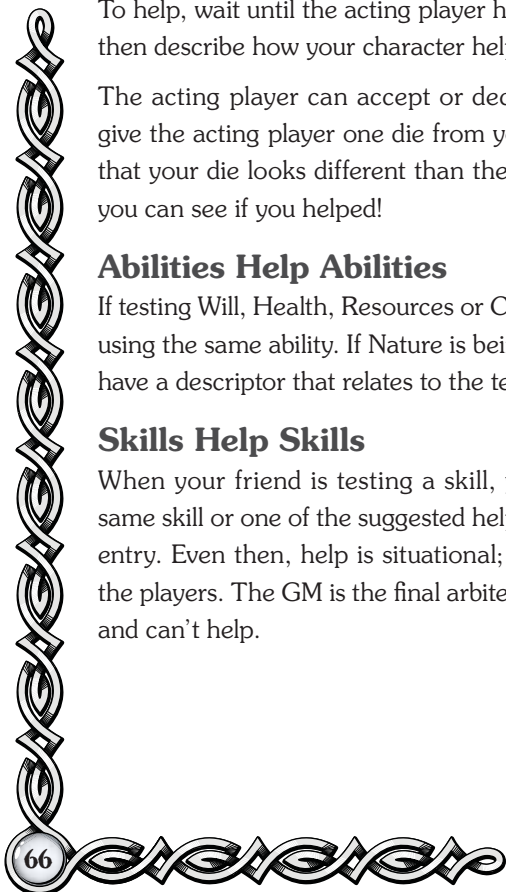 To help, wait until the acting player h
then describe how your character hel
The acting player can accept or dec
give the acting player one die from y
that your die looks different than the
you can see if you helped!
Abilities Help Abilities
If testing Will, Health, Resources or C
using the same ability. If Nature is bei
have a descriptor that relates to the te
Skills Help Skills
When your friend is testing a skill,
same skill or one of the suggested hel
entry. Even then, help is situational;
the players. The GM is the final arbite
and can't help.
66